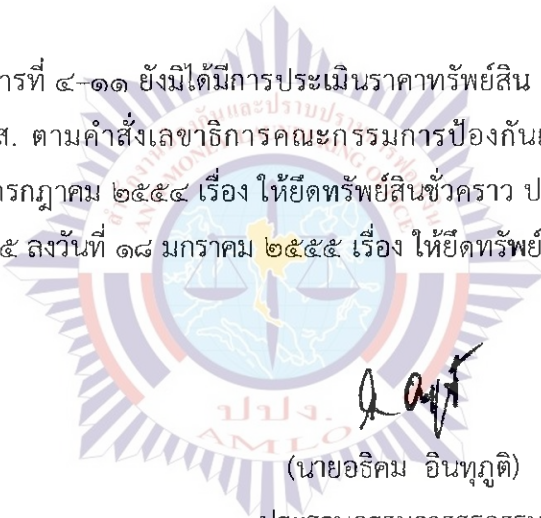 ารที่ ๔-๑๑ ยังมิได้มีการประเมินราคาทรัพย์สิน
ส. ตามคำสั่งเลขาธิการคณะกรรมการป้องกัน
รกฎาคม ๒๕๕๔ เรื่อง ให้ยึดทรัพย์สินชั่วคราว ป
๕ ลงวันที่ ๑๘ มกราคม ๒๕๕๕ เรื่อง ให้ยึดทรัพย์
ปปง.
AMLO
(นายอธิคม อินทุภูติ)